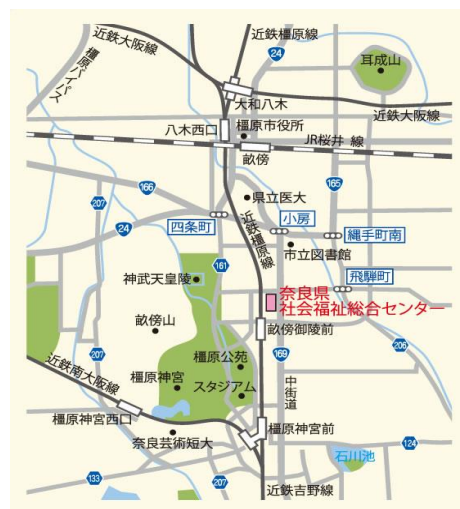 近鉄大阪線
近鉄橿原線
24
耳成山
橿原バイパス
大和八木
近鉄大阪線
八木西口
橿原市役所
JR桜井 線
畝傍
166
165
207
県立医大
24
四条町
小房
縄手町南
近鉄橿原線
市立図書館
161
飛騨町
神武天皇陵
奈良県
社会福祉総合センター
畝傍山
畝傍御陵前
206
207
橿原公苑
169
近鉄南大阪線
橿原神宮
スタジアム
中街道
橿原神宮西口
橿原神宮前
奈良芸術短大
124
石川池
133
207
近鉄吉野線